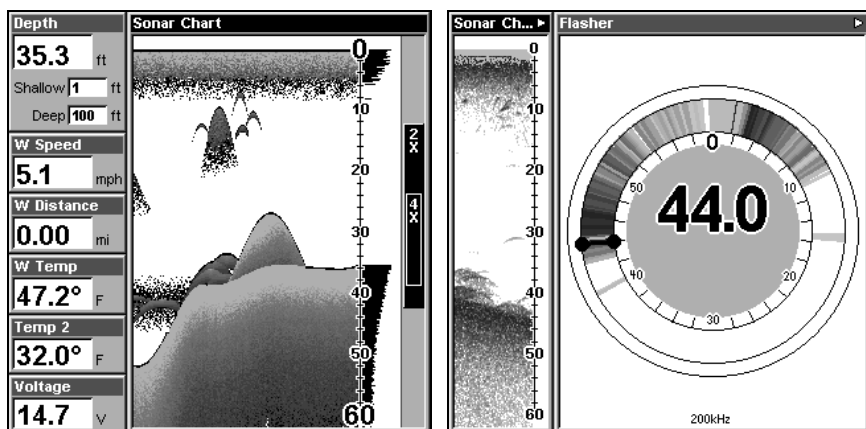 Depth
35.3 ft
Shallow 1 ft
Deep 100 ft
W Speed
5.1 mph
W Distance
0.00 mi
W Temp
47.2° F
Temp 2
32.0° F
Voltage
14.7 V
Sonar Chart
0
10
20
30
40
50
60
2X
4X
Sonar Ch...
0
10
20
30
40
50
60
Flasher
0
10
20
30
40
50
44.0
200kHz